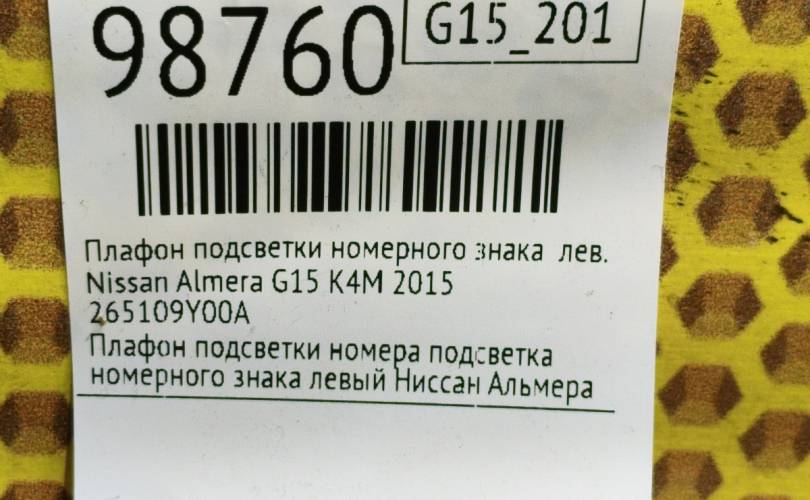 98760
G15_201
Плафон подсветки номерного знака лев.
Nissan Almera G15 K4M 2015
265109Y00A
Плафон подсветки номера подсветка
номерного знака левый Ниссан Альмера